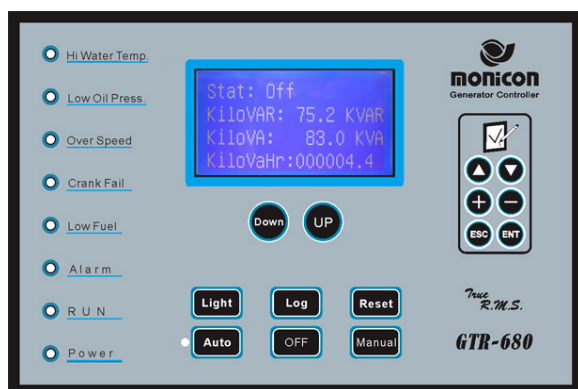 Hi Water Temp.
Low Oil Press.
Over Speed
Crank Fail
Low Fuel
Alarm
RUN
Power
Stat: Off
KiloVAR: 75.2 KVAR
KiloVA: 83.0 KVA
KiloVaHr:000004.4
Down UP
Light Log Reset
Auto OFF Manual
monicon
Generator Controller
+ −
ESC ENT
True
R.M.S.
GTR-680